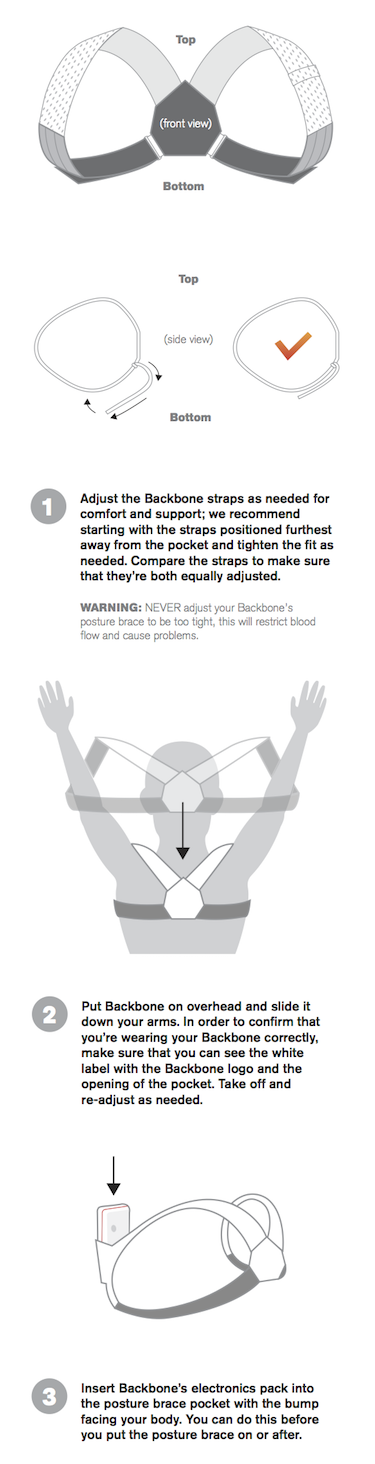 Top
(front view)
Bottom
Top
(side view)
Bottom
1
Adjust the Backbone straps as needed for
comfort and support; we recommend
starting with the straps positioned furthest
away from the pocket and tighten the fit as
needed. Compare the straps to make sure
that they're both equally adjusted.
WARNING: NEVER adjust your Backbone's
posture brace to be too tight, this will restrict blood
flow and cause problems.
2
Put Backbone on overhead and slide it
down your arms. In order to confirm that
you're wearing your Backbone correctly,
make sure that you can see the white
label with the Backbone logo and the
opening of the pocket. Take off and
re-adjust as needed.
3
Insert Backbone's electronics pack into
the posture brace pocket with the bump
facing your body. You can do this before
you put the posture brace on or after.